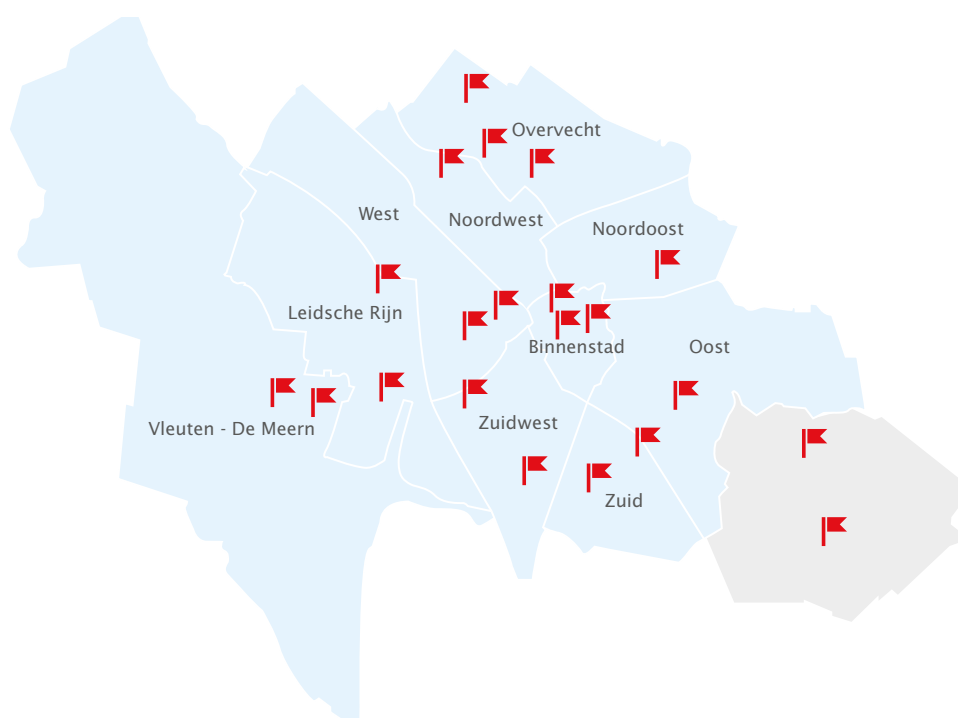 Overvecht
West
Noordwest
Noordoost
Leidsche Rijn
Binnenstad
Oost
Vleuten - De Meern
Zuidwest
Zuid